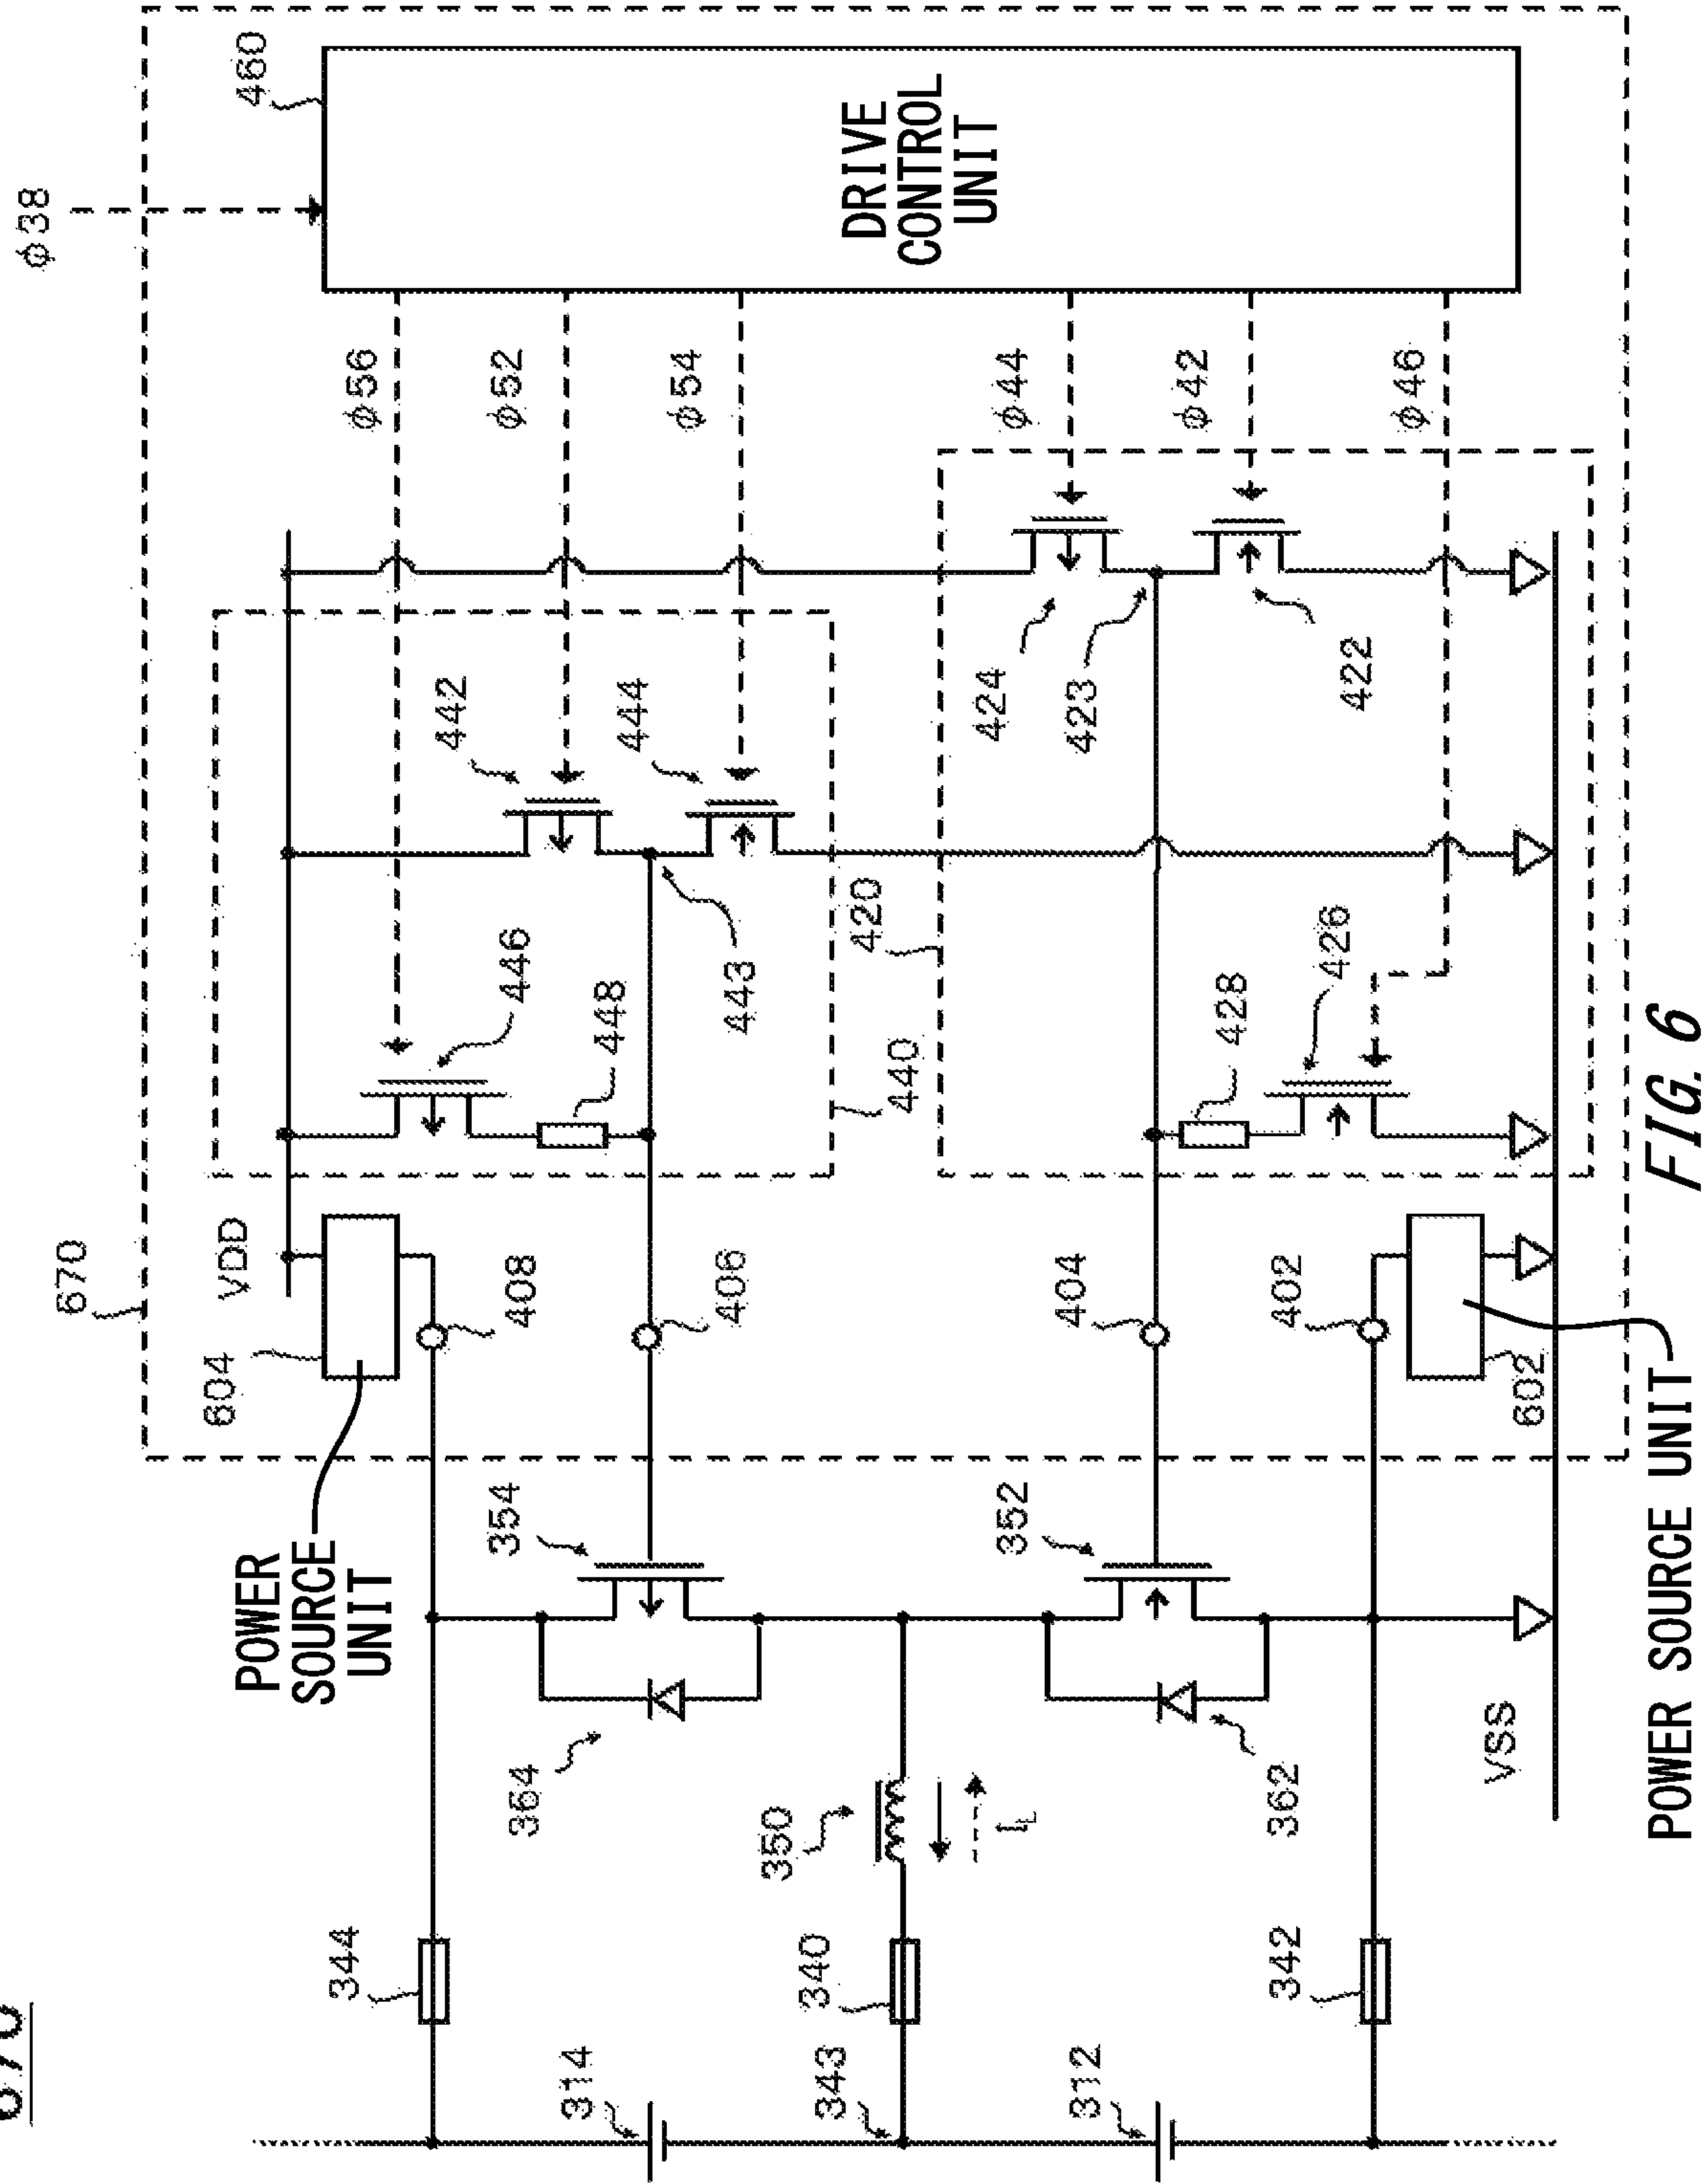 φ38
670
460
DRIVE
CONTROL
UNIT
φ56
φ52
φ54
φ44
φ42
φ46
VDD
604
POWER
SOURCE
UNIT
408
406
404
402
602
POWER SOURCE UNIT
446
448
442
443
444
440
420
424
423
422
428
426
344
354
364
314
350
I_L
340
343
352
362
312
342
VSS
FIG. 6